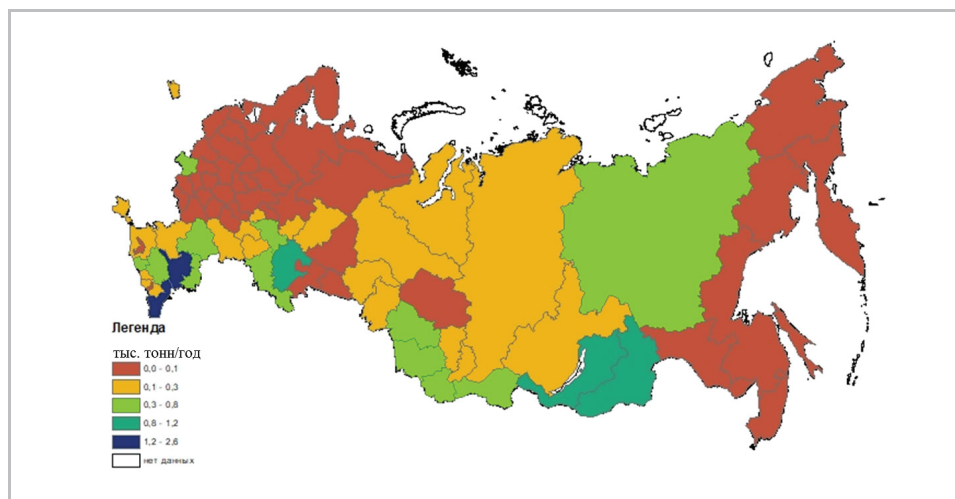 Легенда
тыс. тонн/год
0,0 - 0,1
0,1 - 0,3
0,3 - 0,8
0,8 - 1,2
1,2 - 2,6
нет данных